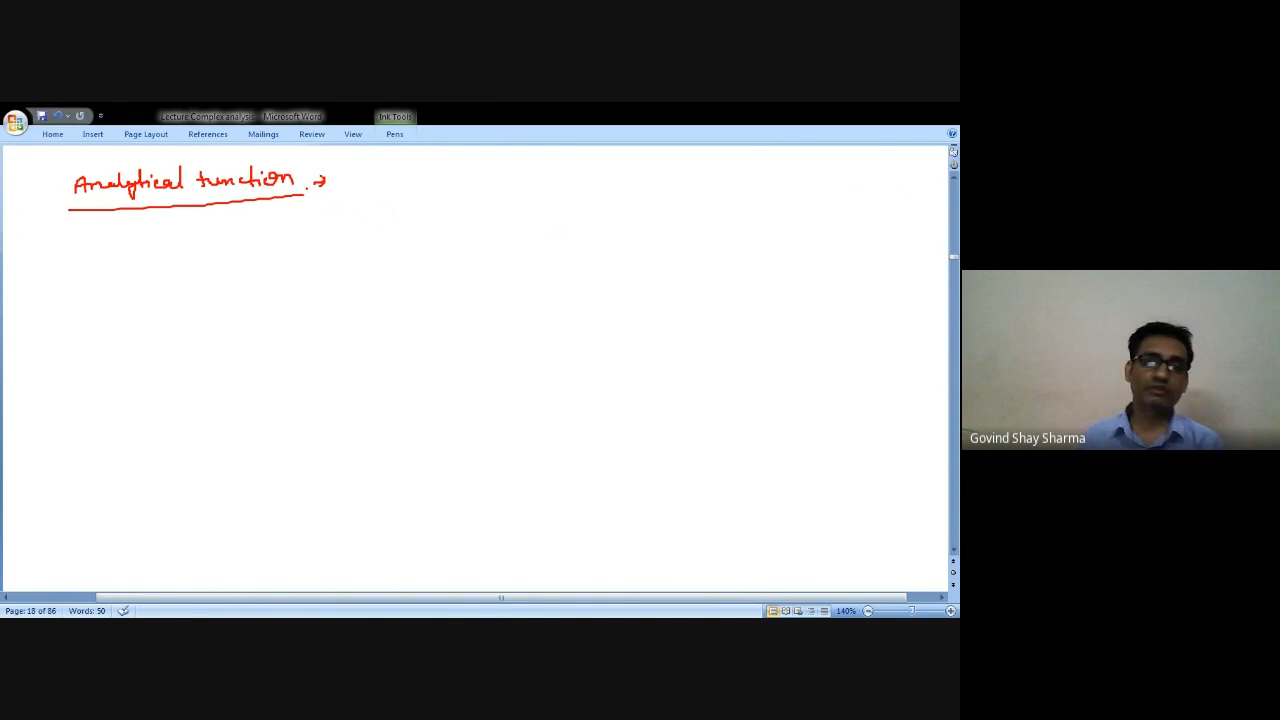 Lecture Complex analysis - Microsoft Word
Ink Tools
Home Insert Page Layout References Mailings Review View Pens
Analytical function . →
Govind Shay Sharma
Page: 18 of 86 Words: 50
140%